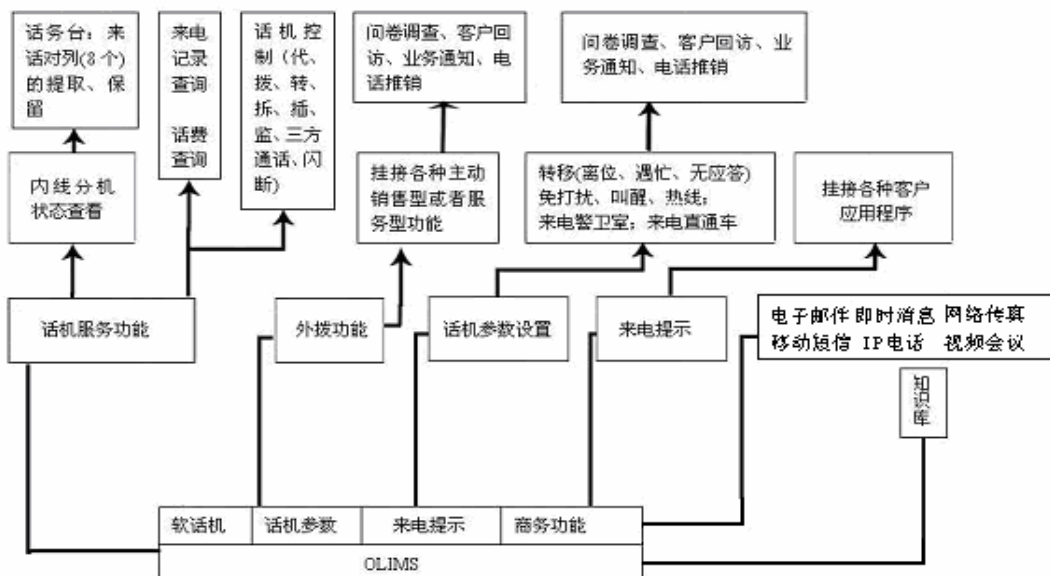 话务台：来
话对列(8个)
的提取、保
留
来电
记录
查询
话费
查询
话机控
制（代、
拨、转、
拆、插、
监、三方
通话、闪
断)
问卷调查、客户回
访、业务通知、电
话推销
问卷调查、客户回访、业
务通知、电话推销
内线分机
状态查看
挂接各种主动
销售型或者服
务型功能
转移(离位、遇忙、无应答)
免打扰、叫醒、热线;
来电警卫室；来电直通车
挂接各种客户
应用程序
话机服务功能
外拨功能
话机参数设置
来电提示
电子邮件 即时消息 网络传真
移动短信 IP电话 视频会议
知
识
库
软话机
话机参数
来电提示
商务功能
OLIMS